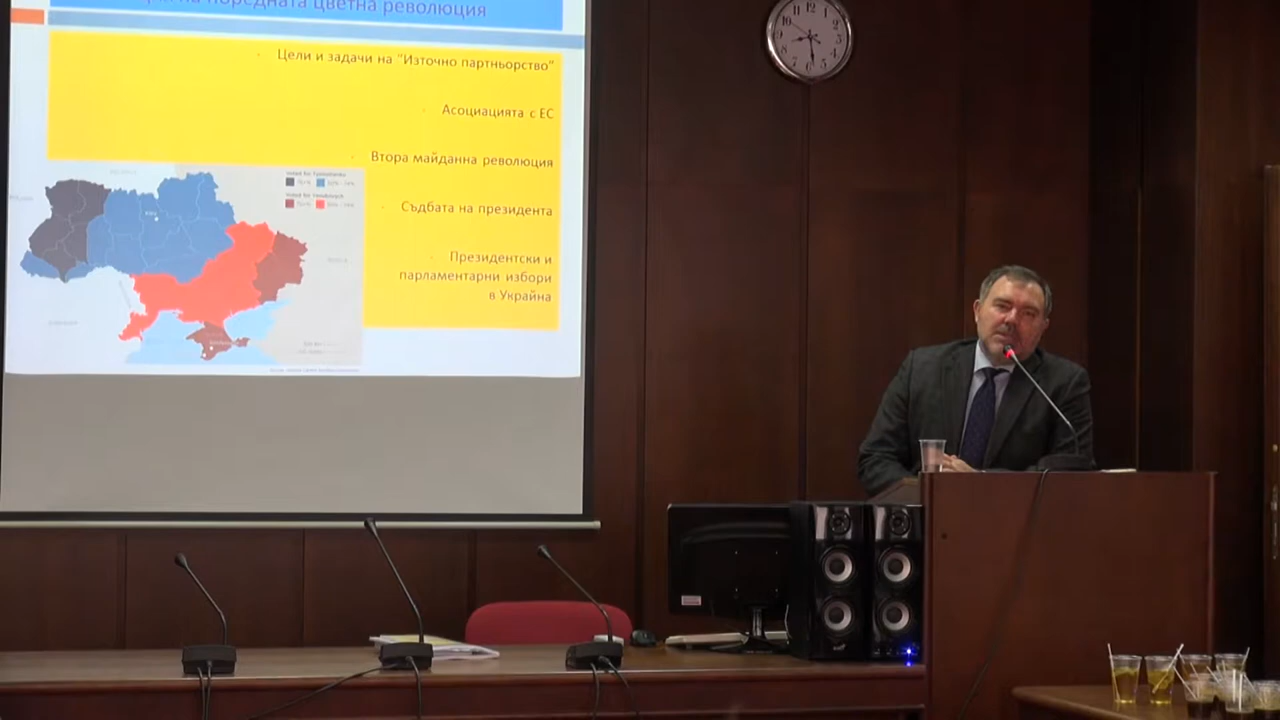 на поредната цветна революция
Цели и задачи на "Източно партньорство"
Асоциацията с ЕС
Втора майданна революция
Съдбата на президента
Президентски и
парламентарни избори
в Украйна